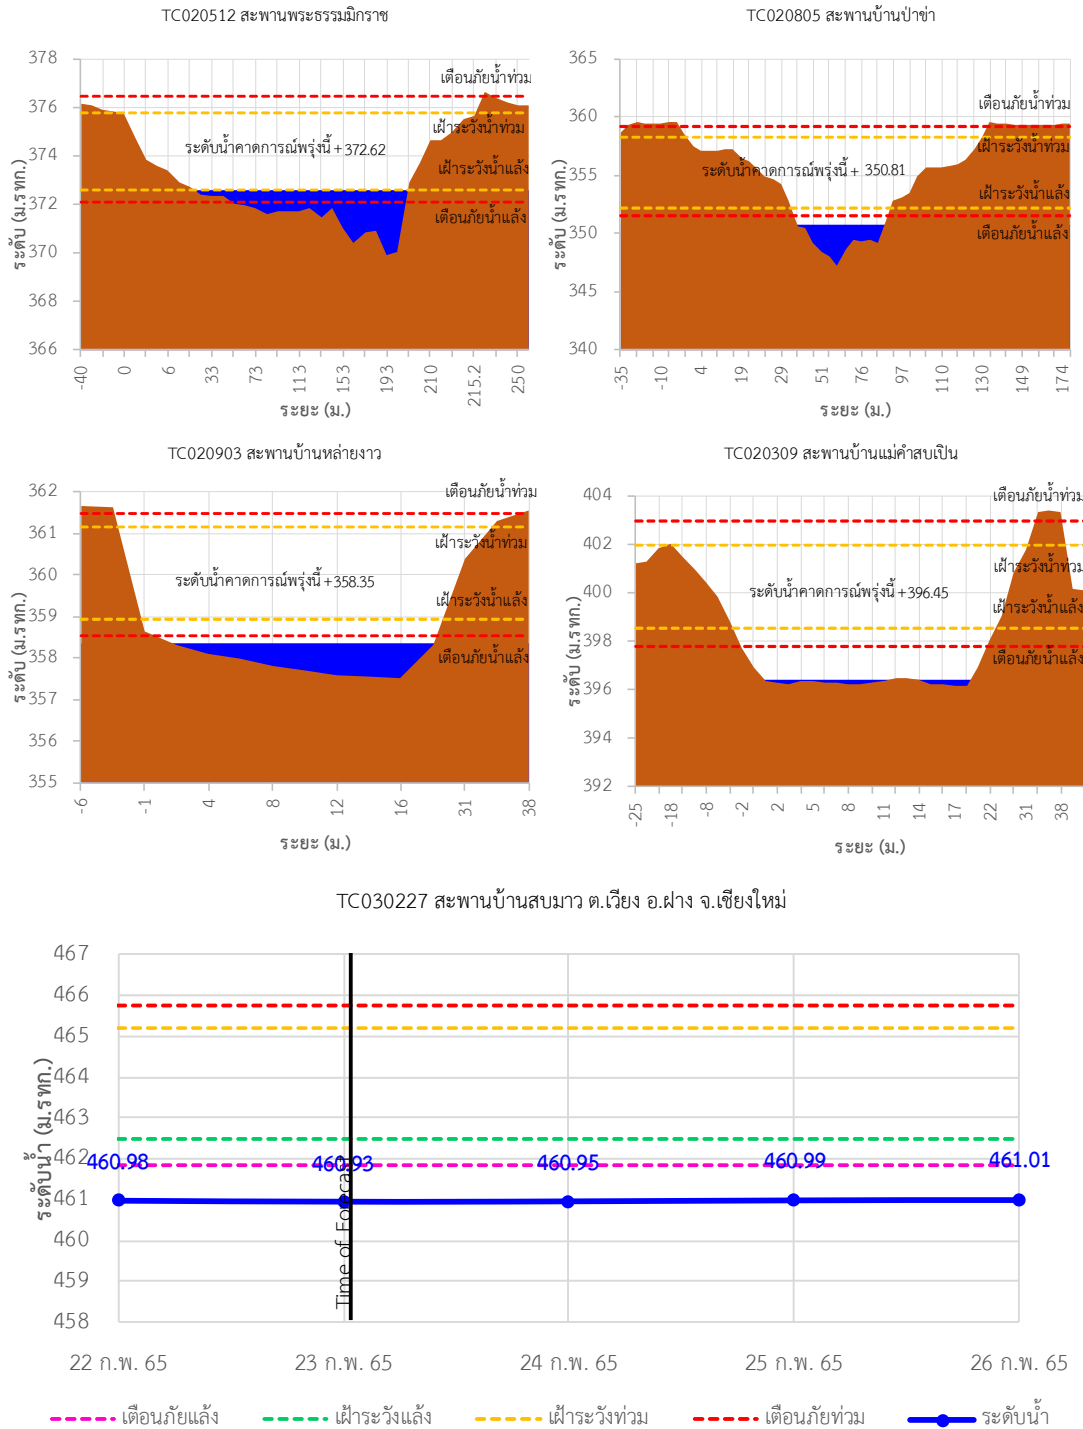 TC020512 สะพานพระธรรมมิกราช
378
376
374
372
370
368
366
ระดับ (ม.รทก.)
เตือนภัยน้ำท่วม
เฝ้าระวังน้ำท่วม
ระดับน้ำคาดการณ์พรุ่งนี้ +372.62
เฝ้าระวังน้ำแล้ง
เตือนภัยน้ำแล้ง
-40 0 6 33 73 113 153 193 210 215.2 250
ระยะ (ม.)
TC020805 สะพานบ้านป่าข่า
365
360
355
350
345
340
ระดับ (ม.รทก.)
เตือนภัยน้ำท่วม
เฝ้าระวังน้ำท่วม
ระดับน้ำคาดการณ์พรุ่งนี้ + 350.81
เฝ้าระวังน้ำแล้ง
เตือนภัยน้ำแล้ง
-35 -10 4 19 29 51 76 97 110 130 149 174
ระยะ (ม.)
TC020903 สะพานบ้านหล่ายงาว
362
361
360
359
358
357
356
355
ระดับ (ม.รทก.)
เตือนภัยน้ำท่วม
เฝ้าระวังน้ำท่วม
ระดับน้ำคาดการณ์พรุ่งนี้ +358.35
เฝ้าระวังน้ำแล้ง
เตือนภัยน้ำแล้ง
-6 -1 4 8 12 16 31 38
ระยะ (ม.)
TC020309 สะพานบ้านแม่คำสบเปิน
404
402
400
398
396
394
392
ระดับ (ม.รทก.)
เตือนภัยน้ำท่วม
เฝ้าระวังน้ำท่วม
ระดับน้ำคาดการณ์พรุ่งนี้ +396.45
เฝ้าระวังน้ำแล้ง
เตือนภัยน้ำแล้ง
-25 -18 -8 -2 2 5 8 11 14 17 22 31 38
ระยะ (ม.)
TC030227 สะพานบ้านสบมาว ต.เวียง อ.ฝาง จ.เชียงใหม่
467
466
465
464
463
462
461
460
459
458
ระดับน้ำ (ม.รทก.)
460.98 460.93 460.95 460.99 461.01
Time of Forecast
22 ก.พ. 65 23 ก.พ. 65 24 ก.พ. 65 25 ก.พ. 65 26 ก.พ. 65
เตือนภัยแล้ง เฝ้าระวังแล้ง เฝ้าระวังท่วม เตือนภัยท่วม ระดับน้ำ